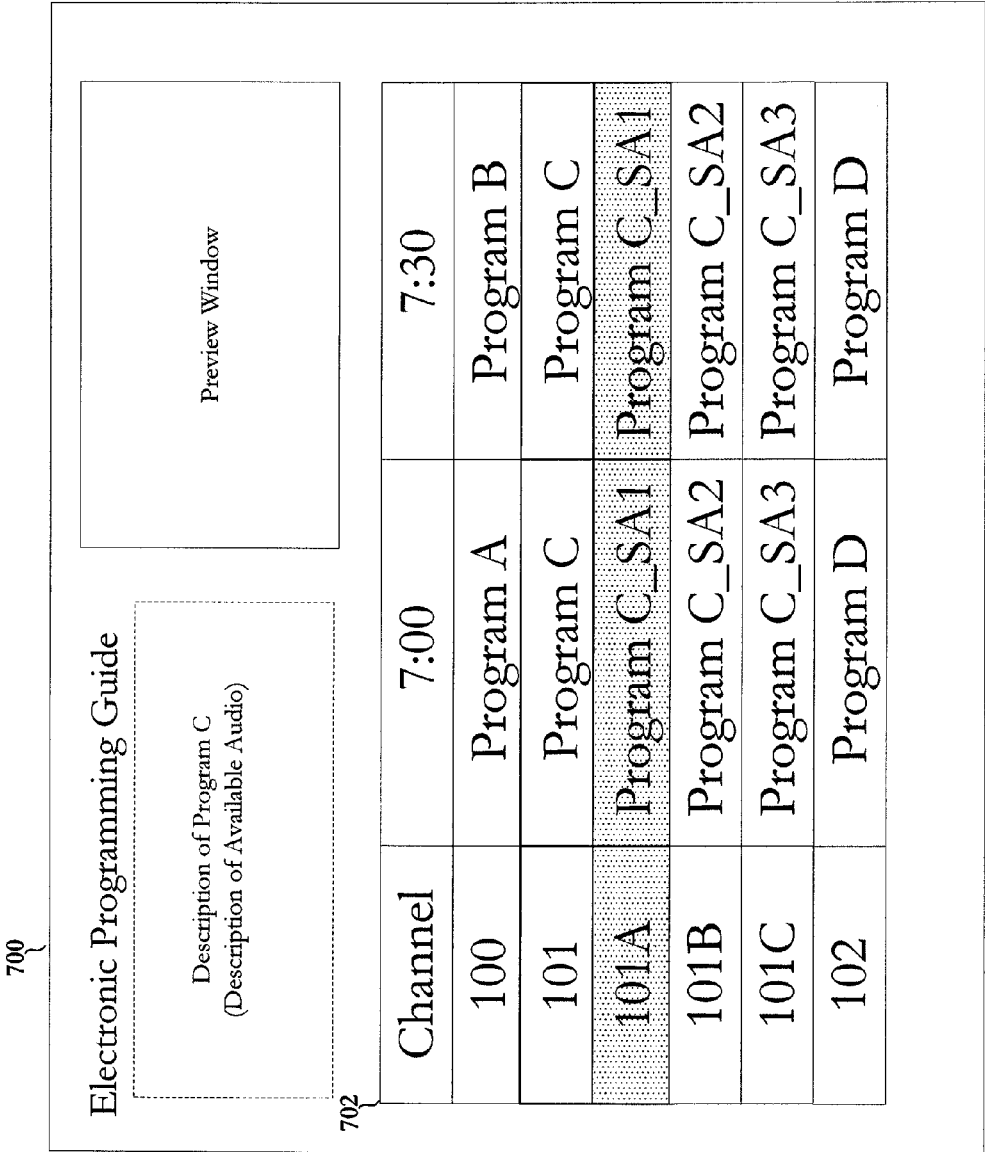 700
Electronic Programming Guide
Description of Program C
(Description of Available Audio)
Preview Window
702
Channel 7:00 7:30
100 Program A Program B
101 Program C Program C
101A Program C_SA1 Program C_SA1
101B Program C_SA2 Program C_SA2
101C Program C_SA3 Program C_SA3
102 Program D Program D